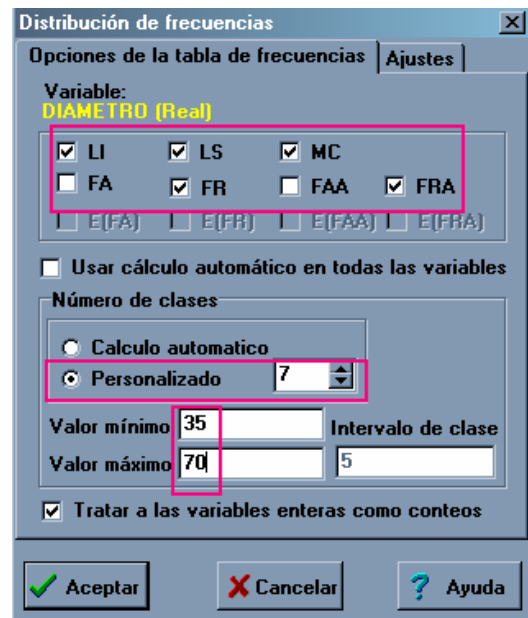 Distribución de frecuencias
Opciones de la tabla de frecuencias Ajustes
Variable:
DIAMETRO (Real)
LI LS MC
FA FR FAA FRA
E(FA) E(FR) E(FAA) E(FRA)
Usar cálculo automático en todas las variables
Número de clases
Calculo automatico
Personalizado 7
Valor mínimo 35 Intervalo de clase
Valor máximo 70 5
Tratar a las variables enteras como conteos
Aceptar Cancelar ? Ayuda